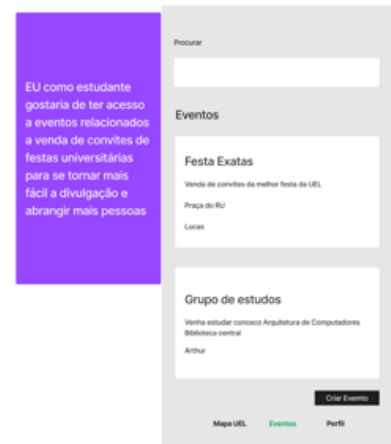 EU como estudante
gostaria de ter acesso
a eventos relacionados
a venda de convites de
festas universitárias
para se tornar mais
fácil a divulgação e
abrangir mais pessoas
Procurar
Eventos
Festa Exatas
Venda de convites da melhor festa da UEL
Praça do RU
Lucas
Grupo de estudos
Venha estudar conosco Arquitetura de Computadores
Biblioteca central
Arthur
Criar Evemto
Mapa UEL Eventos Perfil